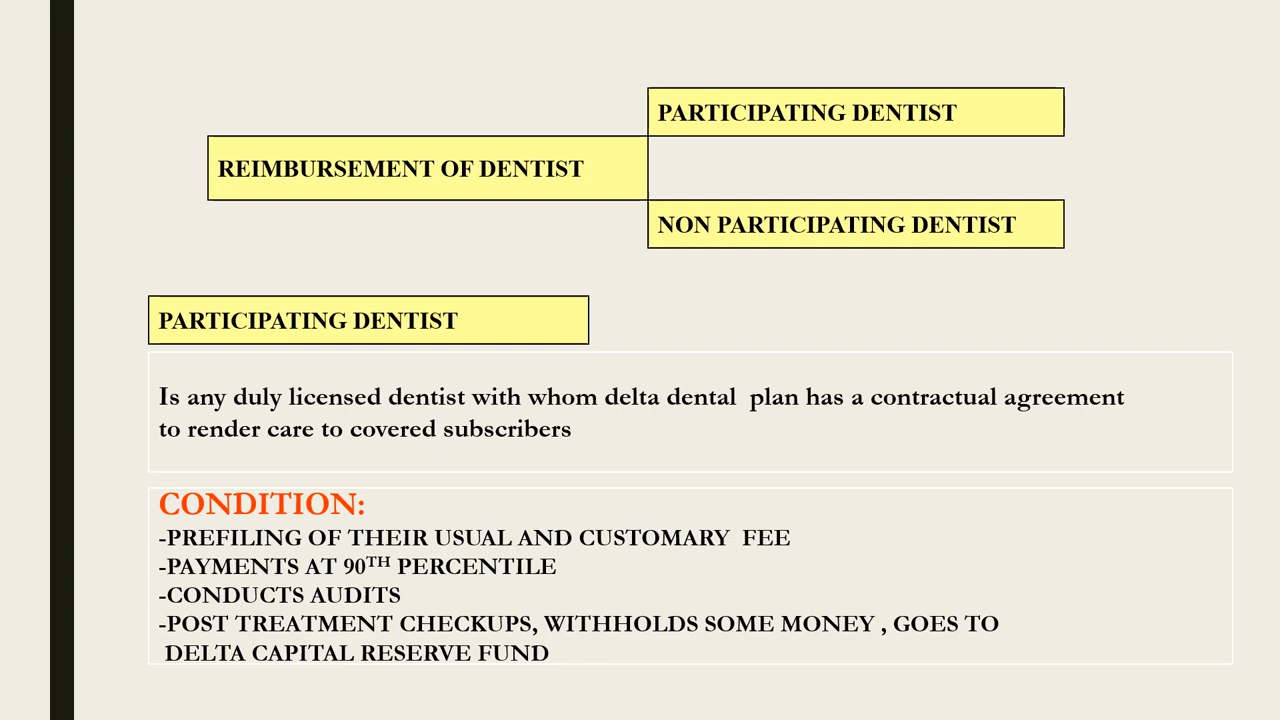 PARTICIPATING DENTIST
REIMBURSEMENT OF DENTIST
NON PARTICIPATING DENTIST
PARTICIPATING DENTIST
Is any duly licensed dentist with whom delta dental plan has a contractual agreement
to render care to covered subscribers
CONDITION:
-PREFILING OF THEIR USUAL AND CUSTOMARY FEE
-PAYMENTS AT 90TH PERCENTILE
-CONDUCTS AUDITS
-POST TREATMENT CHECKUPS, WITHHOLDS SOME MONEY , GOES TO
DELTA CAPITAL RESERVE FUND